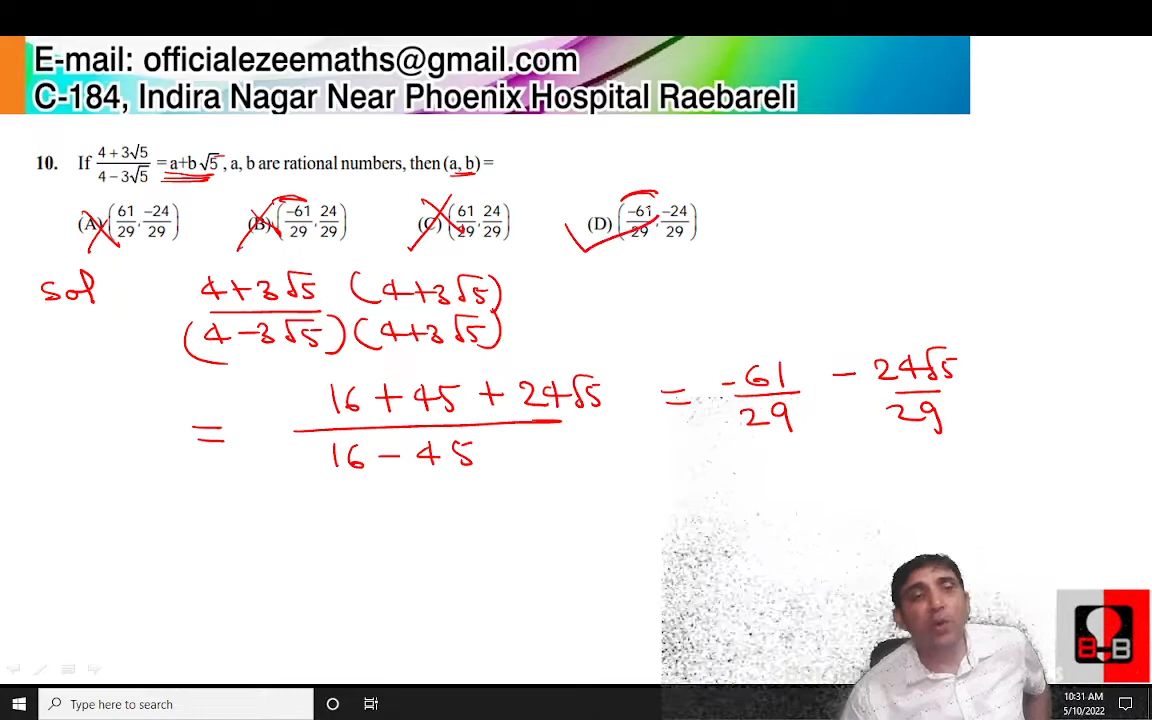 E-mail: officialezeemaths@gmail.com
C-184, Indira Nagar Near Phoenix Hospital Raebareli
10. If (4+3√5)/(4−3√5) = a+b√5, a, b are rational numbers, then (a, b) =
(A) (61/29, −24/29) (B) (−61/29, 24/29) (C) (61/29, 24/29) (D) (−61/29, −24/29)
Sol
4+3√5 (4+3√5)
(4−3√5)(4+3√5)
= (16+45+24√5)/(16−45) = −61/29 − 24√5/29
B-B
Type here to search
10:31 AM
5/10/2022